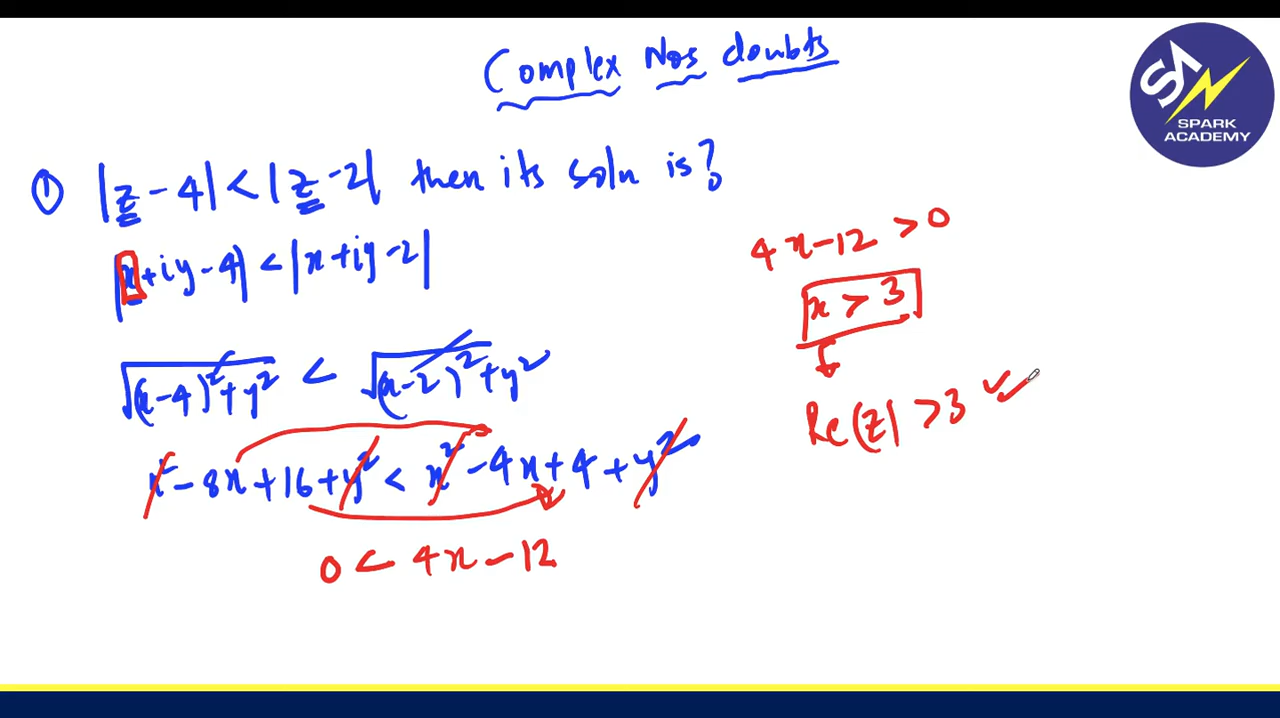 Complex Nos doubts
SPARK
ACADEMY
① |z - 4| < |z - 2| then its soln is?
|x + iy - 4| < |x + iy - 2|
√(x-4)² + y² < √(x-2)² + y²
x² - 8x + 16 + y² < x² - 4x + 4 + y²
0 < 4x - 12
4x - 12 > 0
x > 3
Re(z) > 3